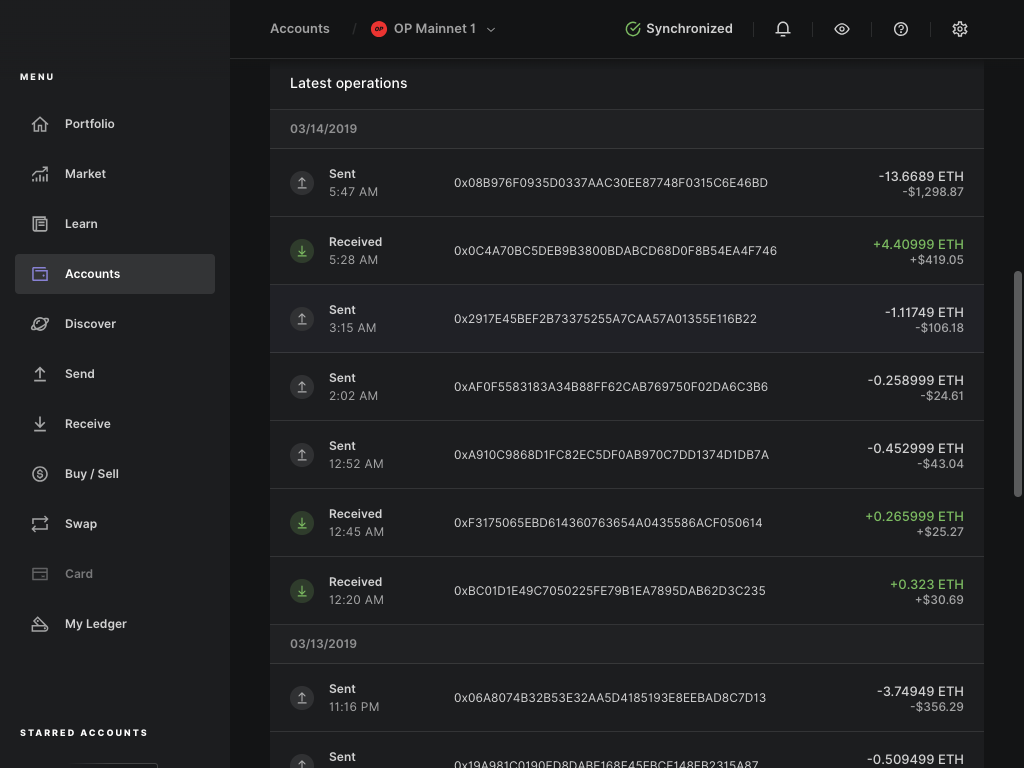 Accounts / OP OP Mainnet 1
Synchronized
MENU
Portfolio
Market
Learn
Accounts
Discover
Send
Receive
Buy / Sell
Swap
Card
My Ledger
STARRED ACCOUNTS
Latest operations
03/14/2019
Sent
5:47 AM
0x08B976F0935D0337AAC30EE87748F0315C6E46BD
-13.6689 ETH
-$1,298.87
Received
5:28 AM
0x0C4A70BC5DEB9B3800BDABCD68D0F8B54EA4F746
+4.40999 ETH
+$419.05
Sent
3:15 AM
0x2917E45BEF2B73375255A7CAA57A01355E116B22
-1.11749 ETH
-$106.18
Sent
2:02 AM
0xAF0F5583183A34B88FF62CAB769750F02DA6C3B6
-0.258999 ETH
-$24.61
Sent
12:52 AM
0xA910C9868D1FC82EC5DF0AB970C7DD1374D1DB7A
-0.452999 ETH
-$43.04
Received
12:45 AM
0xF3175065EBD614360763654A0435586ACF050614
+0.265999 ETH
+$25.27
Received
12:20 AM
0xBC01D1E49C7050225FE79B1EA7895DAB62D3C235
+0.323 ETH
+$30.69
03/13/2019
Sent
11:16 PM
0x06A8074B32B53E32AA5D4185193E8EEBAD8C7D13
-3.74949 ETH
-$356.29
Sent
-0.509499 ETH